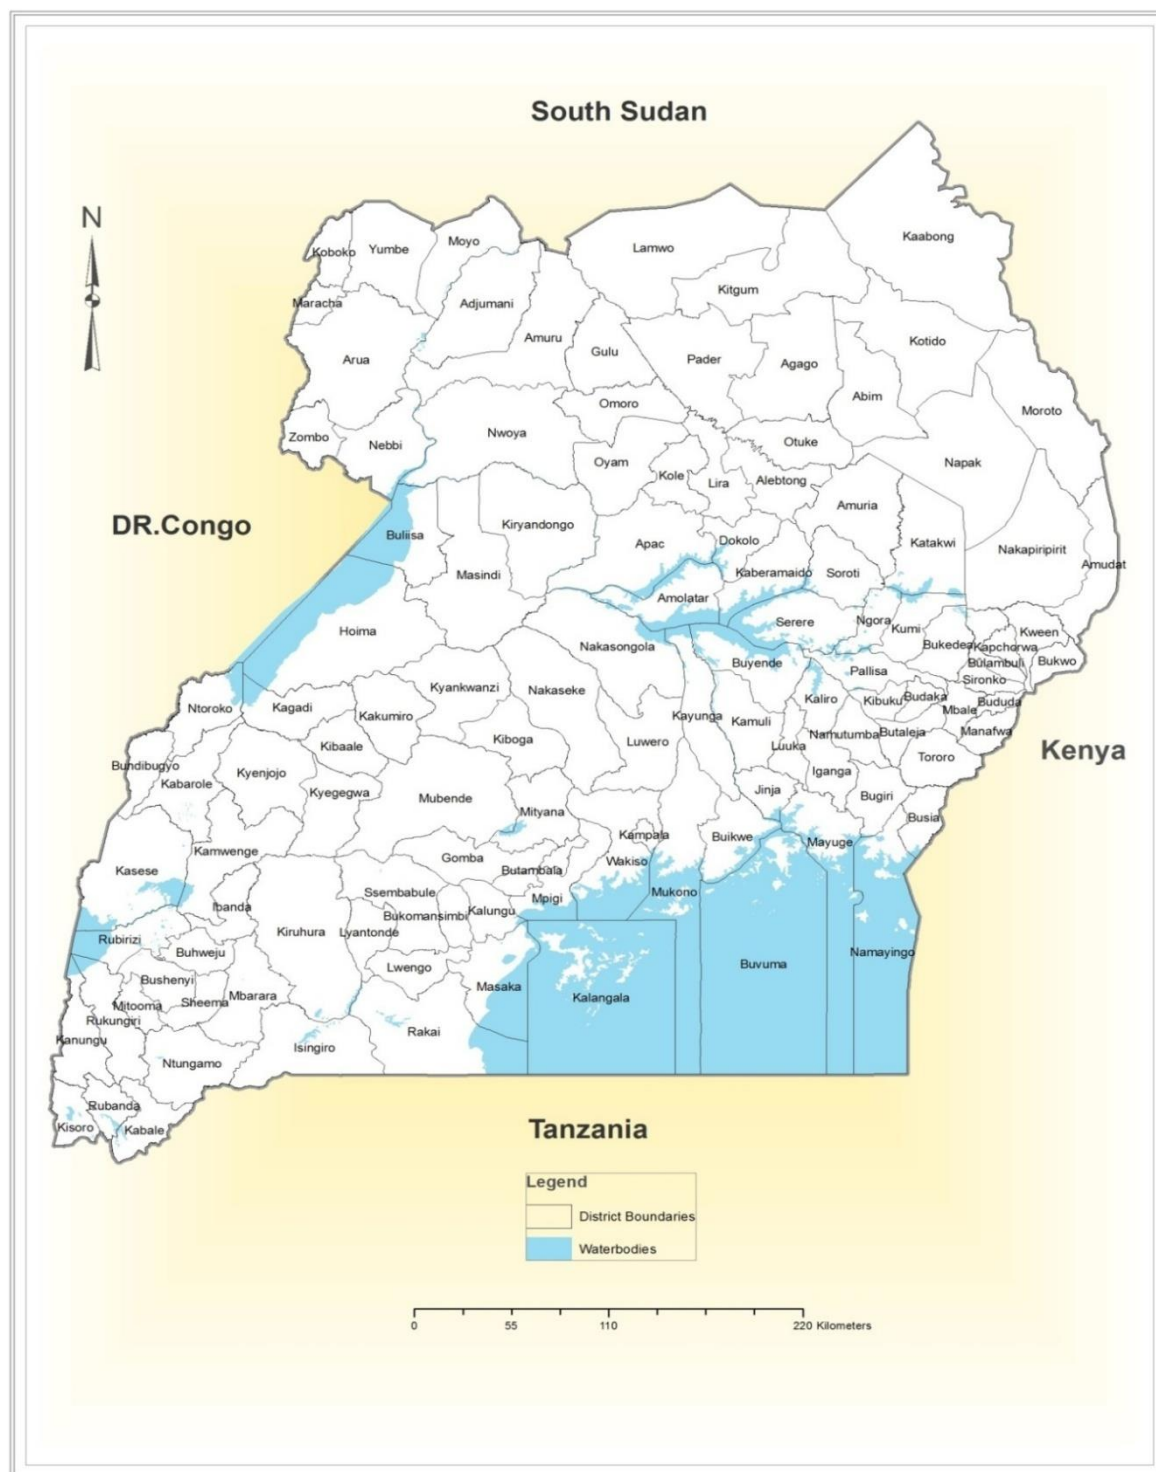 South Sudan
N
Kaabong
Koboko
Yumbe
Moyo
Lamwo
Kitgum
Maracha
Adjumani
Amuru
Gulu
Kotido
Arua
Pader
Agago
Abim
Moroto
Omoro
Zombo
Nebbi
Nwoya
Otuke
Oyam
Kole
Lira
Alebtong
Napak
Amuria
DR.Congo
Buliisa
Kiryandongo
Apac
Dokolo
Katakwi
Nakapiripirit
Amudat
Masindi
Kaberamaido
Soroti
Amolatar
Hoima
Serere
Ngora
Kumi
Kween
Nakasongola
Bukedea
Kapchorwa
Buyende
Bulambuli
Bukwo
Pallisa
Sironko
Kyankwanzi
Nakaseke
Ntoroko
Kagadi
Kakumiro
Kayunga
Kamuli
Kaliro
Kibuku
Budaka
Mbale
Bududa
Kibaale
Kiboga
Luwero
Luuka
Namutumba
Butaleja
Manafwa
Kenya
Bundibugyo
Kabarole
Kyenjojo
Kyegegwa
Mubende
Iganga
Tororo
Jinja
Bugiri
Mityana
Busia
Kampala
Buikwe
Mayuge
Kamwenge
Gomba
Wakiso
Kasese
Butambala
Ssembabule
Mpigi
Mukono
Ibanda
Bukomansimbi
Kalungu
Kiruhura
Lyantonde
Rubirizi
Buhweju
Lwengo
Buvuma
Namayingo
Bushenyi
Masaka
Kalangala
Mitooma
Sheema
Mbarara
Rukungiri
Kanungu
Rakai
Isingiro
Ntungamo
Rubanda
Kisoro
Kabale
Tanzania
Legend
District Boundaries
Waterbodies
0 55 110 220 Kilometers